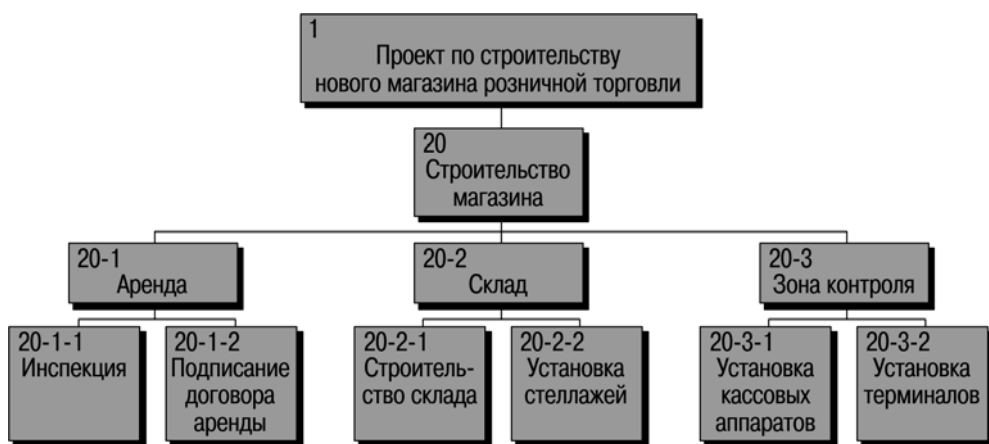 1
Проект по строительству
нового магазина розничной торговли
20
Строительство
магазина
20-1
Аренда
20-2
Склад
20-3
Зона контроля
20-1-1
Инспекция
20-1-2
Подписание
договора
аренды
20-2-1
Строитель-
ство склада
20-2-2
Установка
стеллажей
20-3-1
Установка
кассовых
аппаратов
20-3-2
Установка
терминалов